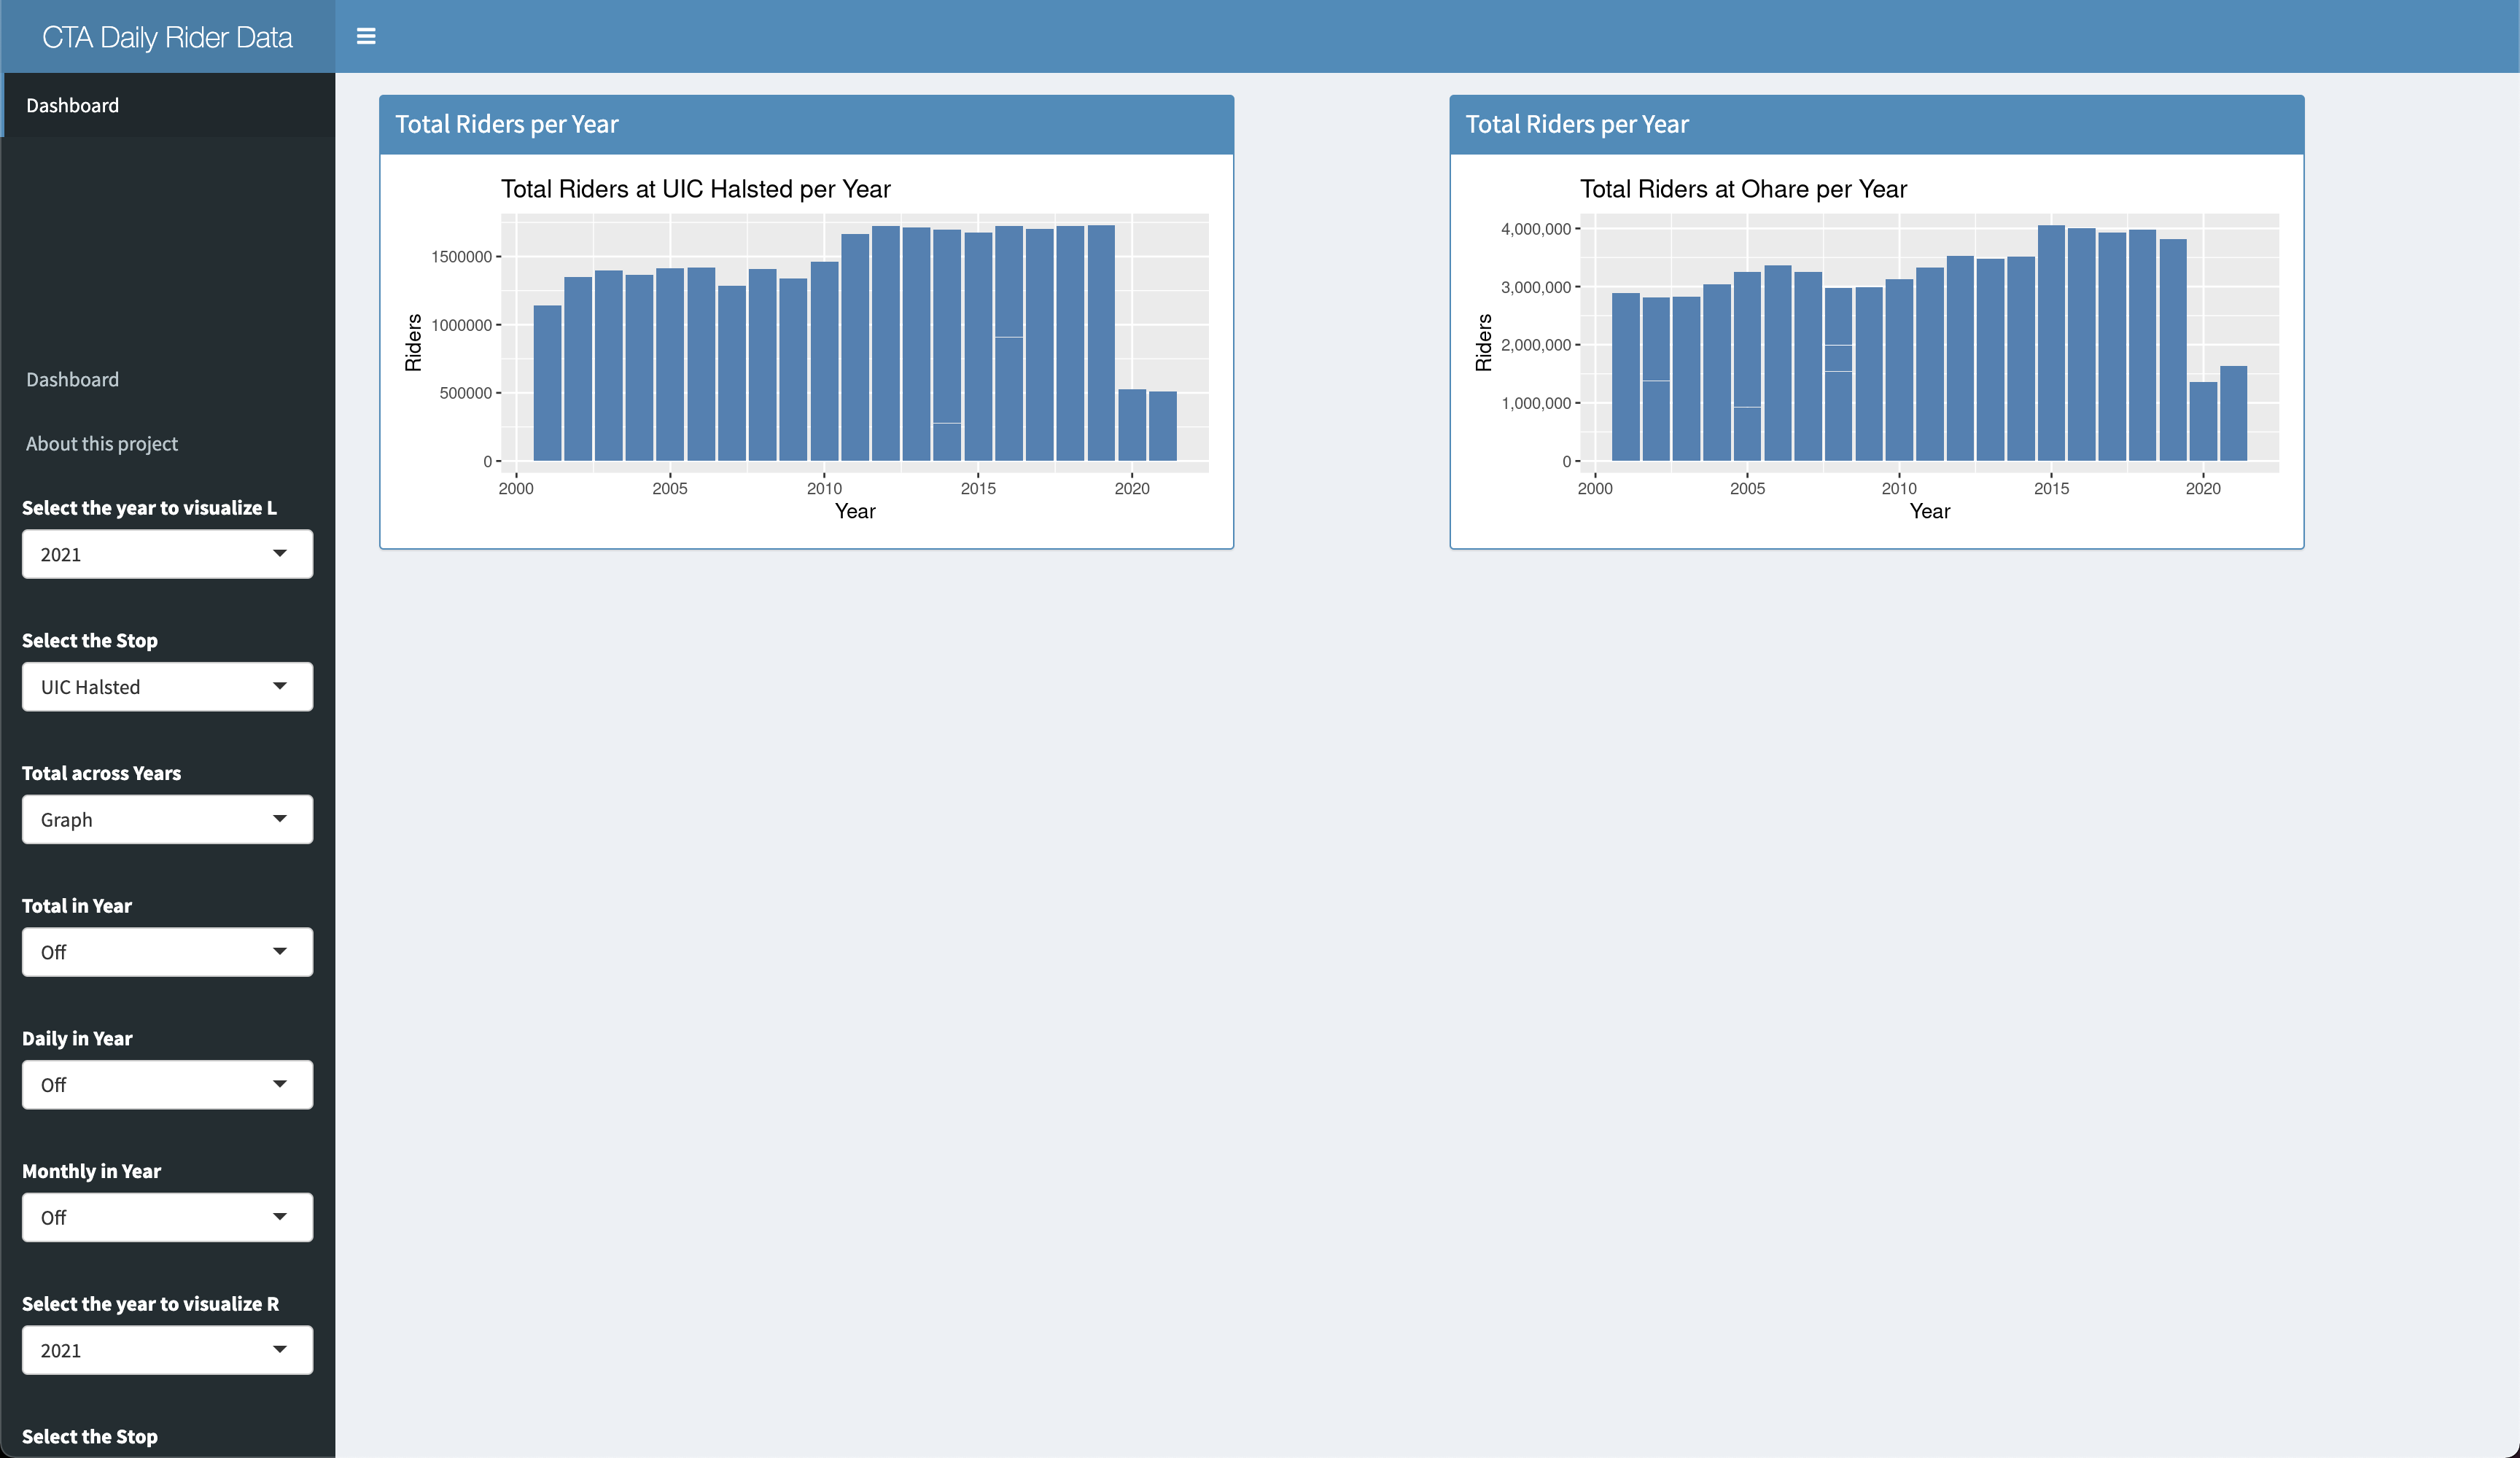 CTA Daily Rider Data
Dashboard
Dashboard
About this project
Select the year to visualize L
2021
Select the Stop
UIC Halsted
Total across Years
Graph
Total in Year
Off
Daily in Year
Off
Monthly in Year
Off
Select the year to visualize R
2021
Select the Stop
Total Riders per Year
Total Riders at UIC Halsted per Year
Riders
1500000
1000000
500000
0
2000 2005 2010 2015 2020
Year
Total Riders per Year
Total Riders at Ohare per Year
Riders
4,000,000
3,000,000
2,000,000
1,000,000
0
2000 2005 2010 2015 2020
Year